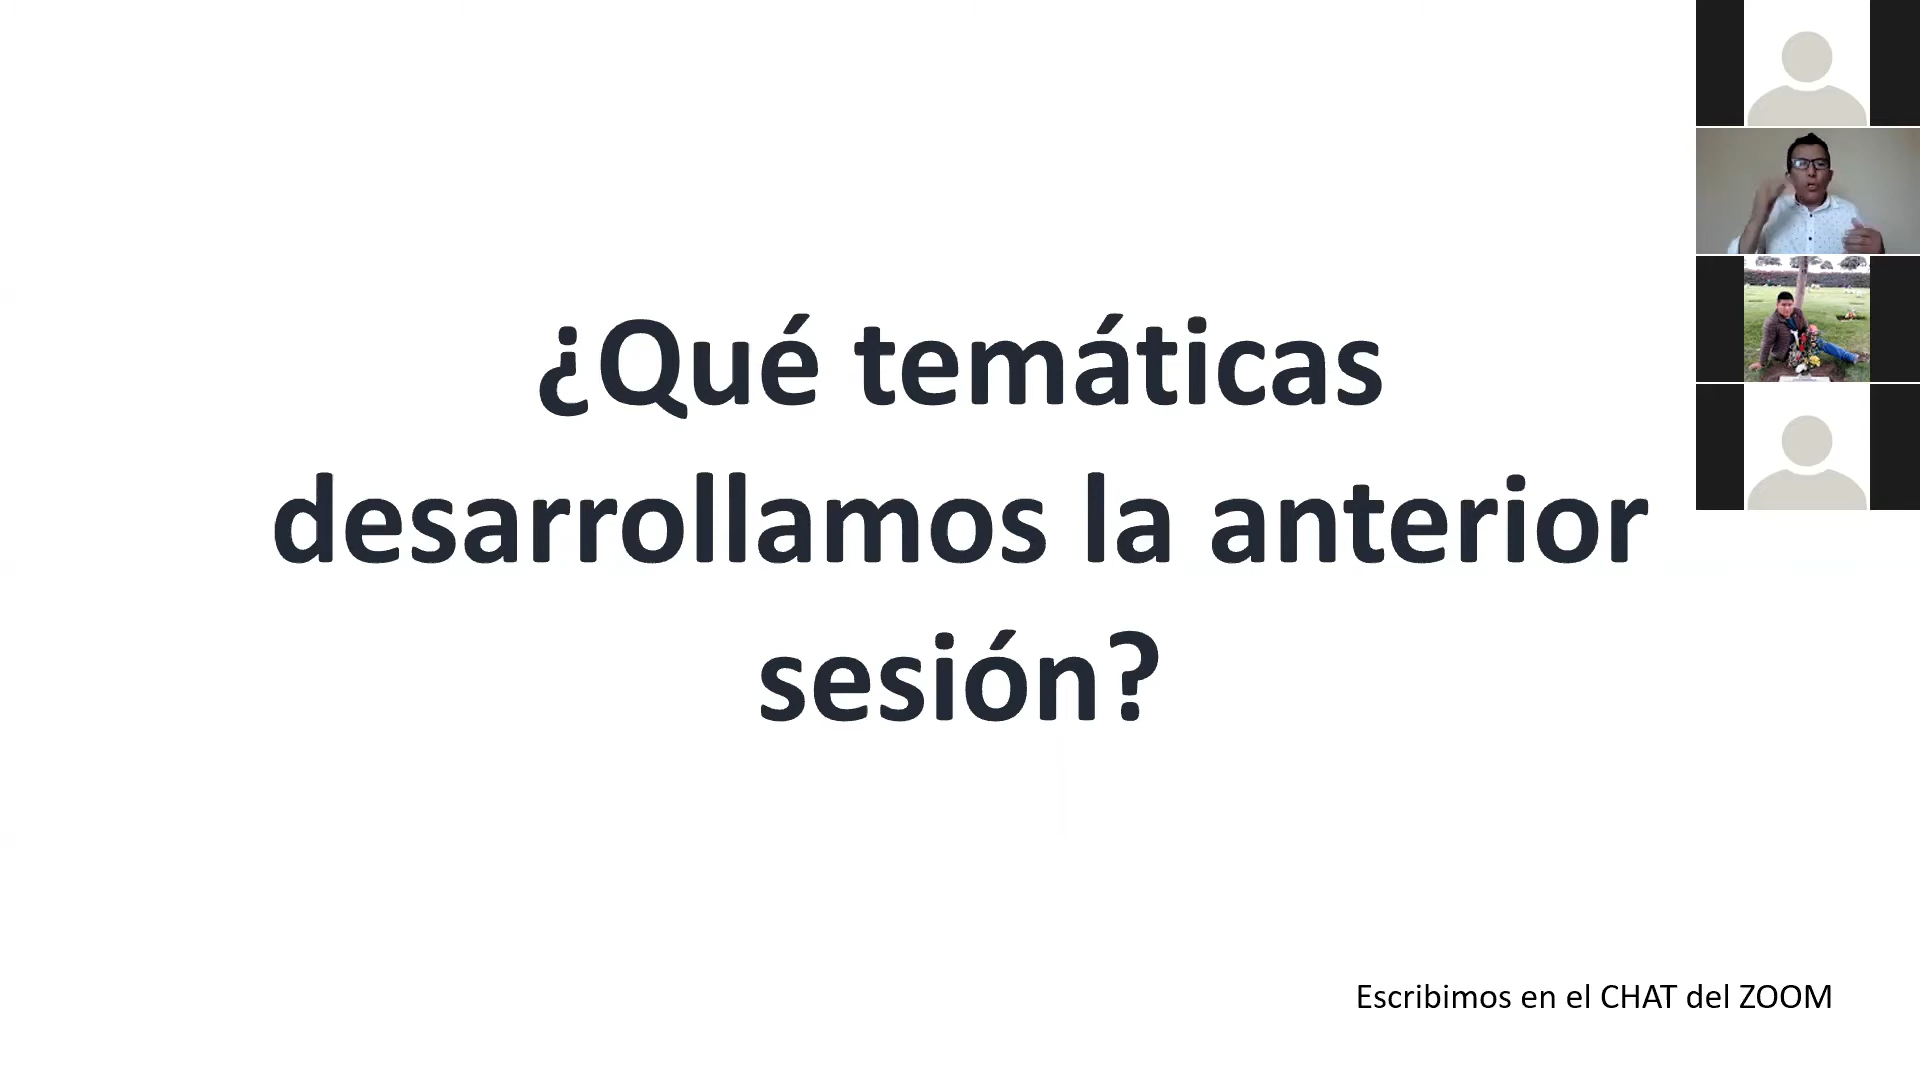 ¿Qué temáticas
desarrollamos la anterior
sesión?
Escribimos en el CHAT del ZOOM